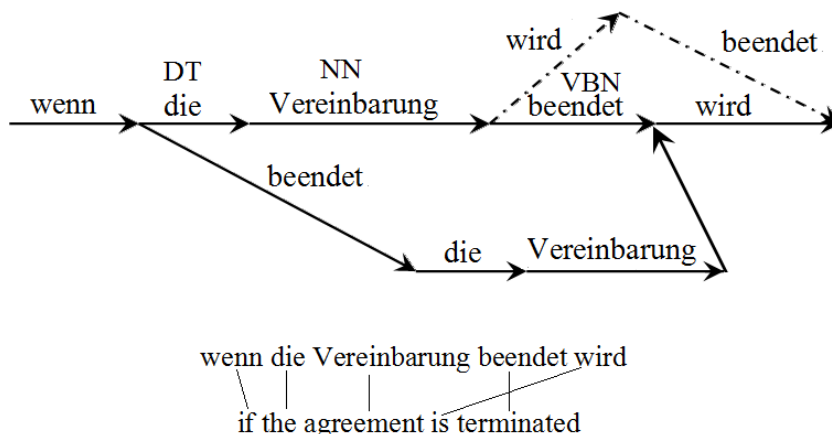 wird beendet
DT NN VBN
wenn die Vereinbarung beendet wird
beendet
die Vereinbarung
wenn die Vereinbarung beendet wird
if the agreement is terminated